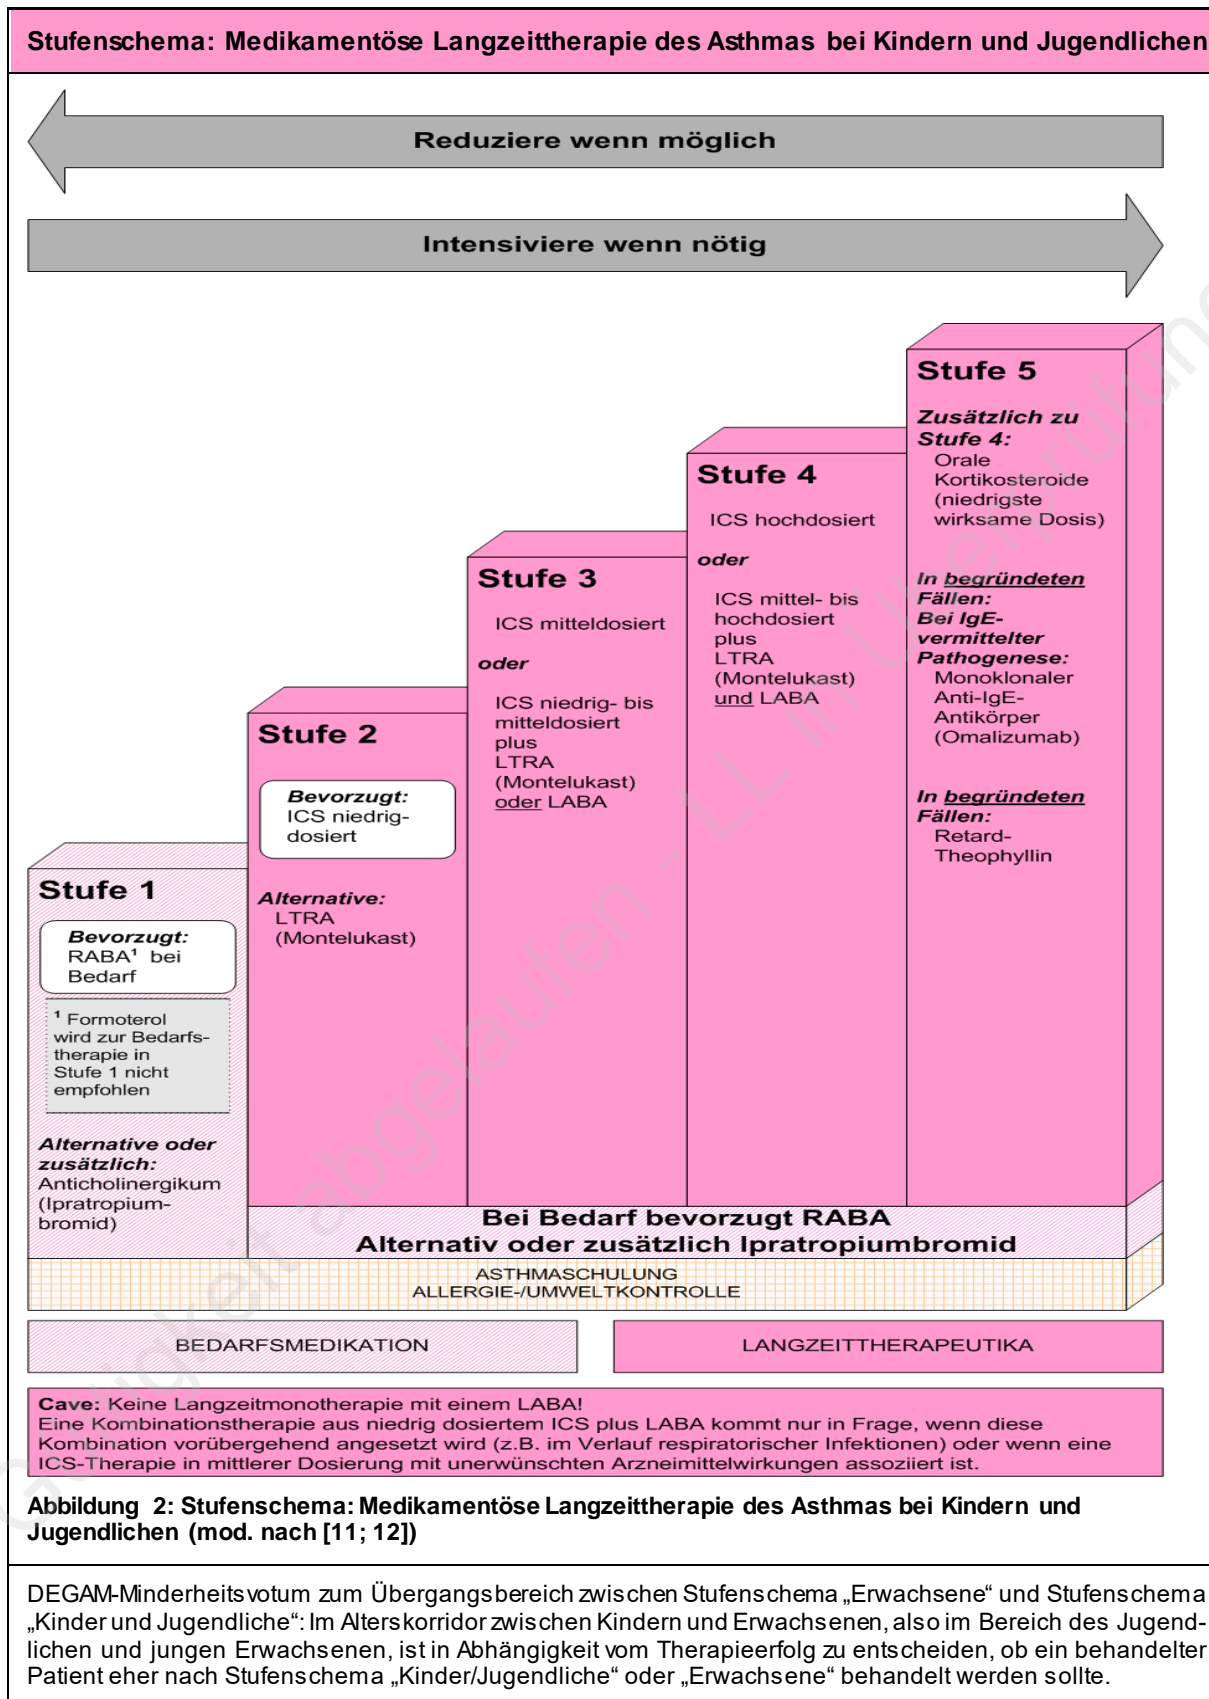 Stufenschema: Medikamentöse Langzeittherapie des Asthmas bei Kindern und Jugendlichen
Reduziere wenn möglich
Intensiviere wenn nötig
Stufe 1
Bevorzugt:
RABA¹ bei
Bedarf
¹ Formoterol
wird zur Bedarfs-
therapie in
Stufe 1 nicht
empfohlen
Alternative oder
zusätzlich:
Anticholinergikum
(Ipratropium-
bromid)
Stufe 2
Bevorzugt:
ICS niedrig-
dosiert
Alternative:
LTRA
(Montelukast)
Stufe 3
ICS mitteldosiert
oder
ICS niedrig- bis
mitteldosiert
plus
LTRA
(Montelukast)
oder LABA
Stufe 4
ICS hochdosiert
oder
ICS mittel- bis
hochdosiert
plus
LTRA
(Montelukast)
und LABA
Stufe 5
Zusätzlich zu
Stufe 4:
Orale
Kortikosteroide
(niedrigste
wirksame Dosis)
In begründeten
Fällen:
Bei IgE-
vermittelter
Pathogenese:
Monoklonaler
Anti-IgE-
Antikörper
(Omalizumab)
In begründeten
Fällen:
Retard-
Theophyllin
Bei Bedarf bevorzugt RABA
Alternativ oder zusätzlich Ipratropiumbromid
ASTHMASCHULUNG
ALLERGIE-/UMWELTKONTROLLE
BEDARFSMEDIKATION
LANGZEITTHERAPEUTIKA
Cave: Keine Langzeitmonotherapie mit einem LABA!
Eine Kombinationstherapie aus niedrig dosiertem ICS plus LABA kommt nur in Frage, wenn diese
Kombination vorübergehend angesetzt wird (z.B. im Verlauf respiratorischer Infektionen) oder wenn eine
ICS-Therapie in mittlerer Dosierung mit unerwünschten Arzneimittelwirkungen assoziiert ist.
Abbildung 2: Stufenschema: Medikamentöse Langzeittherapie des Asthmas bei Kindern und
Jugendlichen (mod. nach [11; 12])
DEGAM-Minderheitsvotum zum Übergangsbereich zwischen Stufenschema „Erwachsene“ und Stufenschema
„Kinder und Jugendliche“: Im Alterskorridor zwischen Kindern und Erwachsenen, also im Bereich des Jugend-
lichen und jungen Erwachsenen, ist in Abhängigkeit vom Therapieerfolg zu entscheiden, ob ein behandelter
Patient eher nach Stufenschema „Kinder/Jugendliche“ oder „Erwachsene“ behandelt werden sollte.
Gültigkeit abgelaufen - LL in Überprüfung